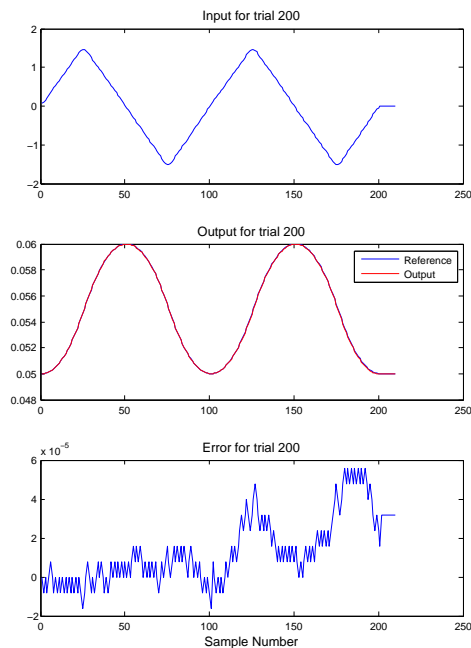 Input for trial 200
2
1
0
−1
−2
0 50 100 150 200 250
Output for trial 200
0.06
0.058
0.056
0.054
0.052
0.05
0.048
0 50 100 150 200 250
Reference
Output
Error for trial 200
x 10⁻⁵
6
4
2
0
−2
0 50 100 150 200 250
Sample Number